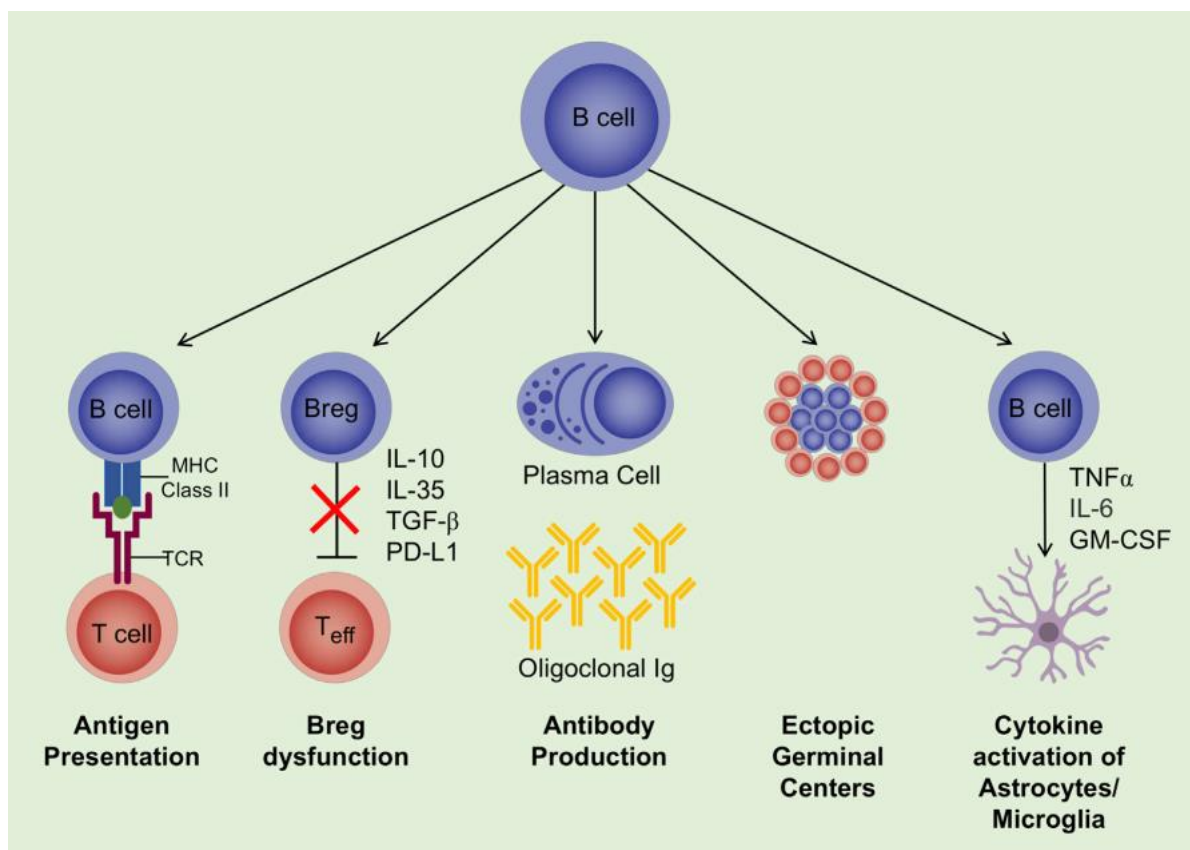 B cell
B cell
MHC
Class II
TCR
T cell
Antigen
Presentation
Breg
IL-10
IL-35
TGF-β
PD-L1
Teff
Breg
dysfunction
Plasma Cell
Oligoclonal Ig
Antibody
Production
Ectopic
Germinal
Centers
B cell
TNFα
IL-6
GM-CSF
Cytokine
activation of
Astrocytes/
Microglia